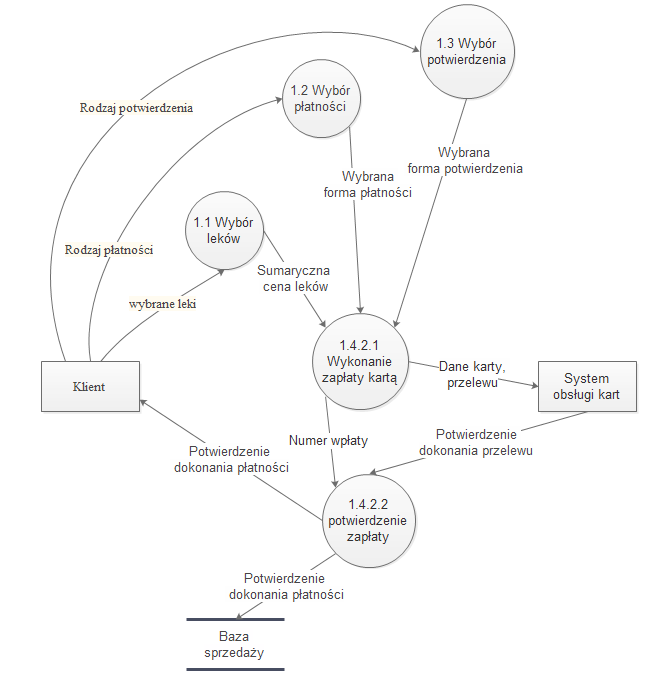 1.3 Wybór
potwierdzenia
1.2 Wybór
płatności
Rodzaj potwierdzenia
Wybrana
forma potwierdzenia
Wybrana
forma płatności
1.1 Wybór
leków
Rodzaj płatności
Sumaryczna
cena leków
wybrane leki
1.4.2.1
Wykonanie
zapłaty kartą
Klient
Dane karty,
przelewu
System
obsługi kart
Numer wpłaty
Potwierdzenie
dokonania przelewu
Potwierdzenie
dokonania płatności
1.4.2.2
potwierdzenie
zapłaty
Potwierdzenie
dokonania płatności
Baza
sprzedaży